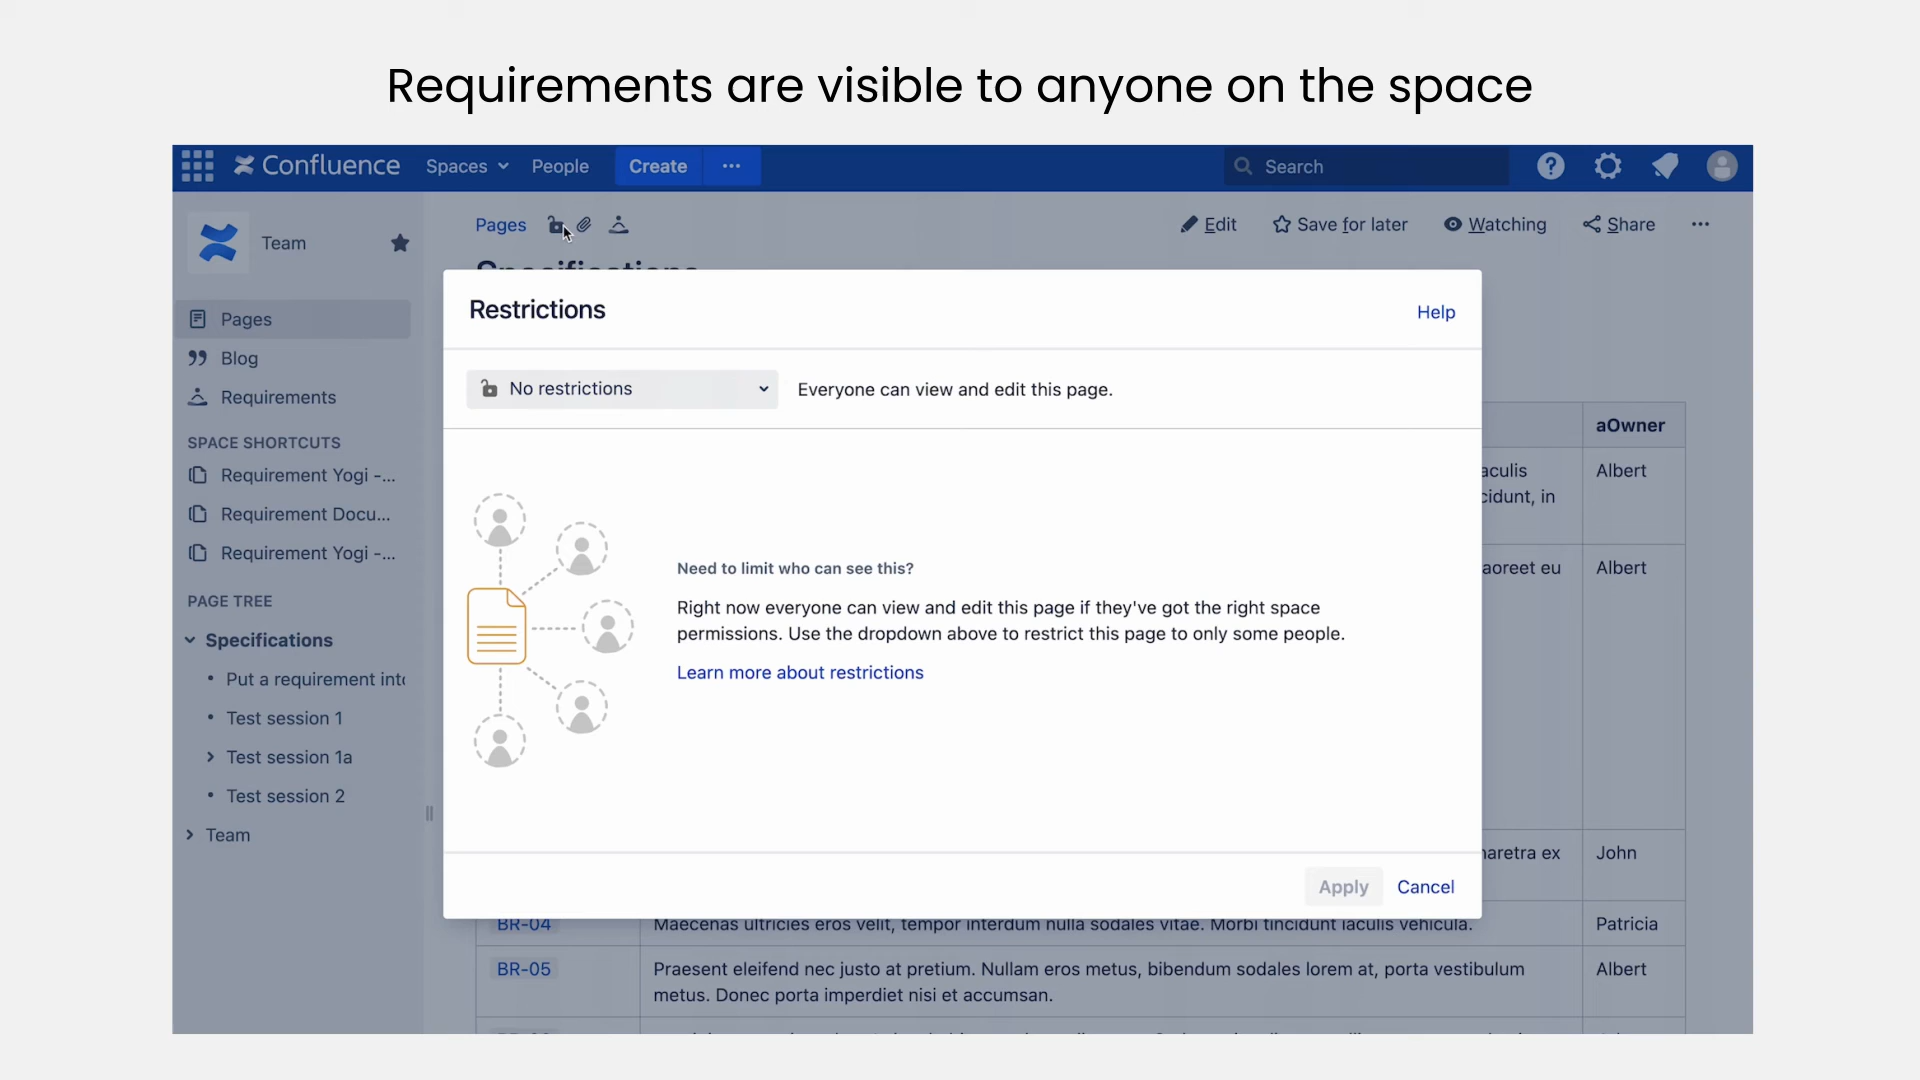 Requirements are visible to anyone on the space
Confluence
Spaces
People
Create
Search
Team
Pages
Edit
Save for later
Watching
Share
Specifications
Pages
Blog
Requirements
SPACE SHORTCUTS
Requirement Yogi -...
Requirement Docu...
Requirement Yogi -...
PAGE TREE
Specifications
Put a requirement int
Test session 1
Test session 1a
Test session 2
Team
Restrictions
Help
No restrictions
Everyone can view and edit this page.
Need to limit who can see this?
Right now everyone can view and edit this page if they've got the right space
permissions. Use the dropdown above to restrict this page to only some people.
Learn more about restrictions
Apply
Cancel
aOwner
aculis
cidunt, in
Albert
aoreet eu
Albert
haretra ex
John
BR-04
Maecenas ultricies eros velit, tempor interdum nulla sodales vitae. Morbi tincidunt iaculis vehicula.
Patricia
BR-05
Praesent eleifend nec justo at pretium. Nullam eros metus, bibendum sodales lorem at, porta vestibulum
metus. Donec porta imperdiet nisi et accumsan.
Albert